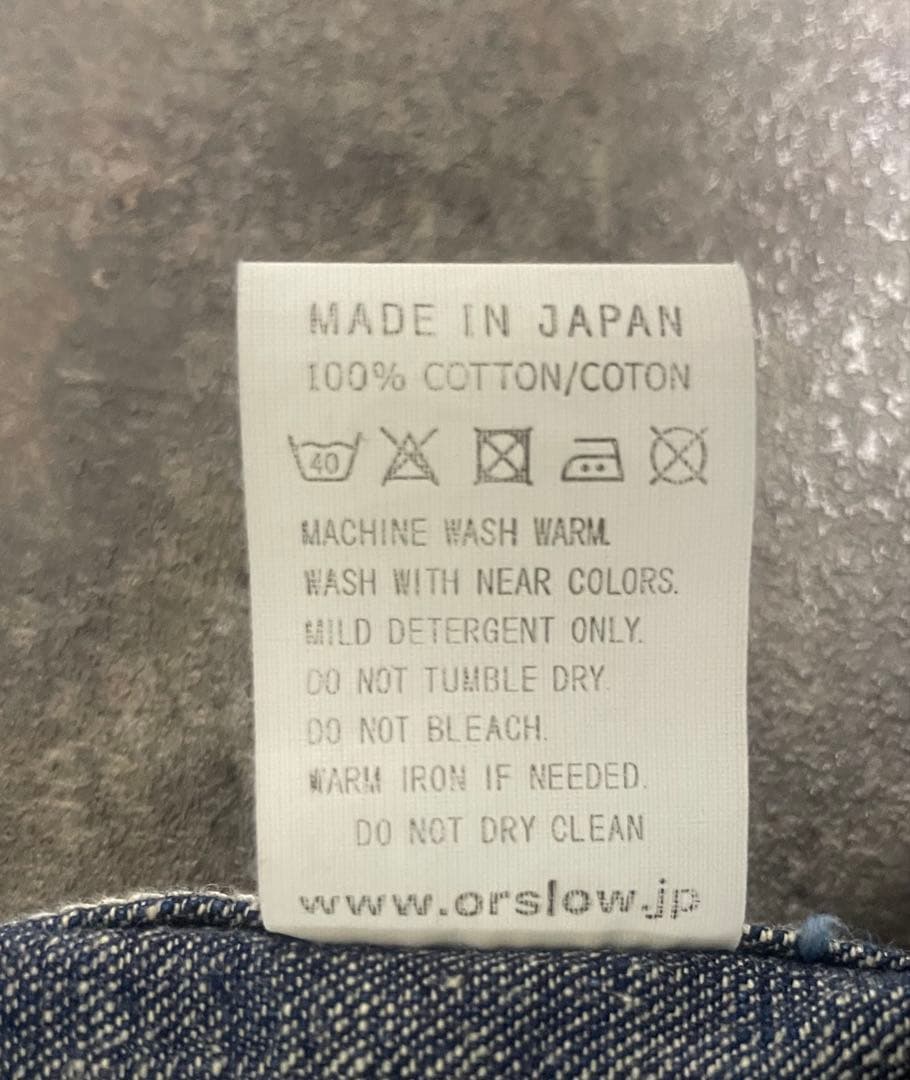 MADE IN JAPAN
100% COTTON/COTON
40
MACHINE WASH WARM.
WASH WITH NEAR COLORS.
MILD DETERGENT ONLY.
DO NOT TUMBLE DRY.
DO NOT BLEACH.
WARM IRON IF NEEDED.
DO NOT DRY CLEAN
www.orslow.jp